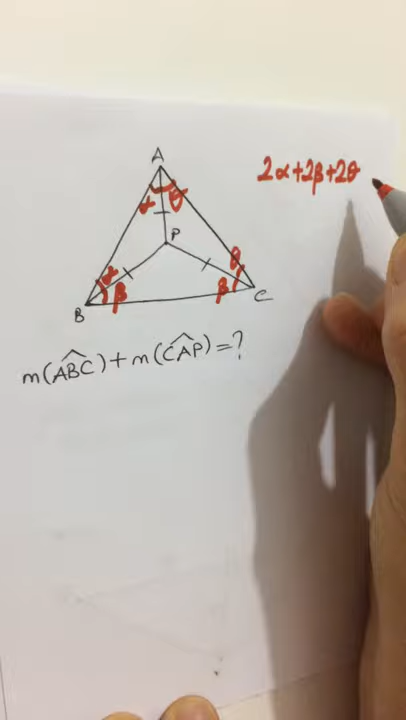 A
2α+2β+2θ
α θ
P
θ
α
β
β
B
C
m(ABC)+m(CAP)=?